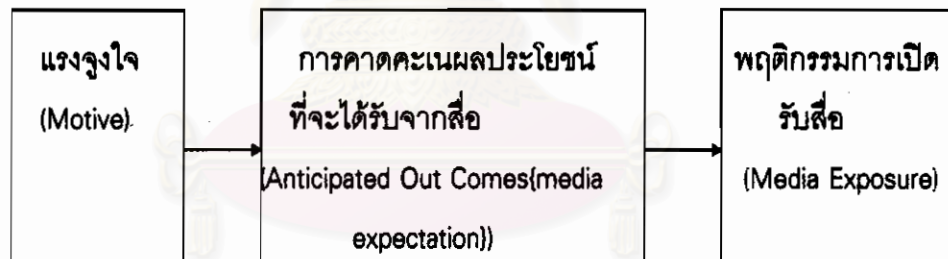 แรงจูงใจ
(Motive)
การคาดคะเนผลประโยชน์
ที่จะได้รับจากสื่อ
(Anticipated Out Comes{media
expectation})
พฤติกรรมการเปิด
รับสื่อ
(Media Exposure)